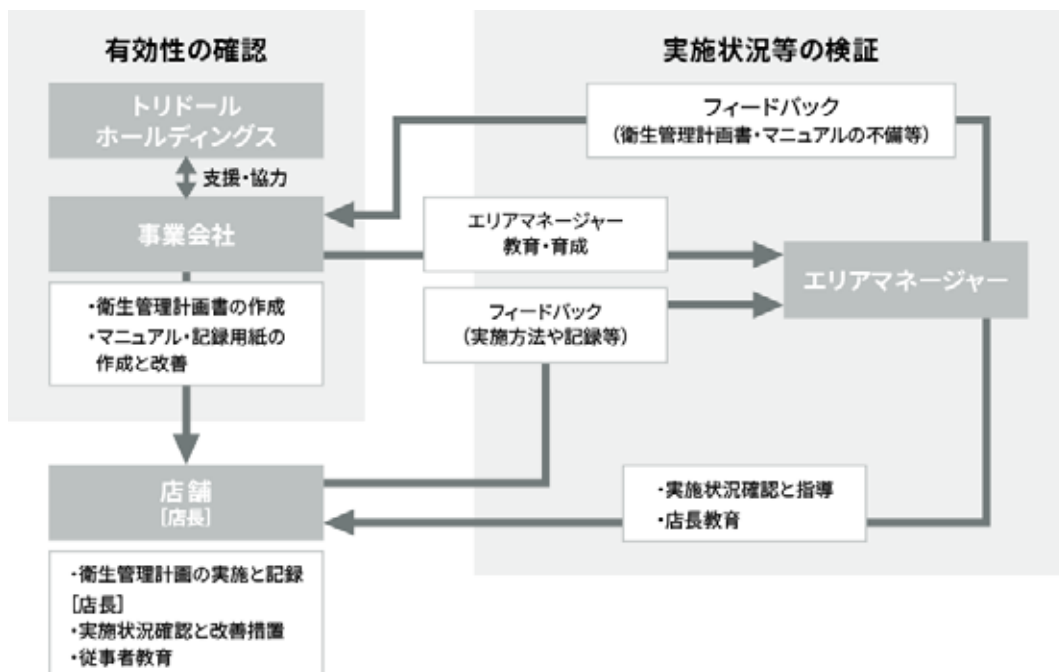 有効性の確認
トリドール
ホールディングス
支援・協力
事業会社
・衛生管理計画書の作成
・マニュアル・記録用紙の
作成と改善
店舗
[店長]
・衛生管理計画の実施と記録
[店長]
・実施状況確認と改善措置
・従事者教育
実施状況等の検証
フィードバック
(衛生管理計画書・マニュアルの不備等)
エリアマネージャー
教育・育成
フィードバック
(実施方法や記録等)
エリアマネージャー
・実施状況確認と指導
・店長教育